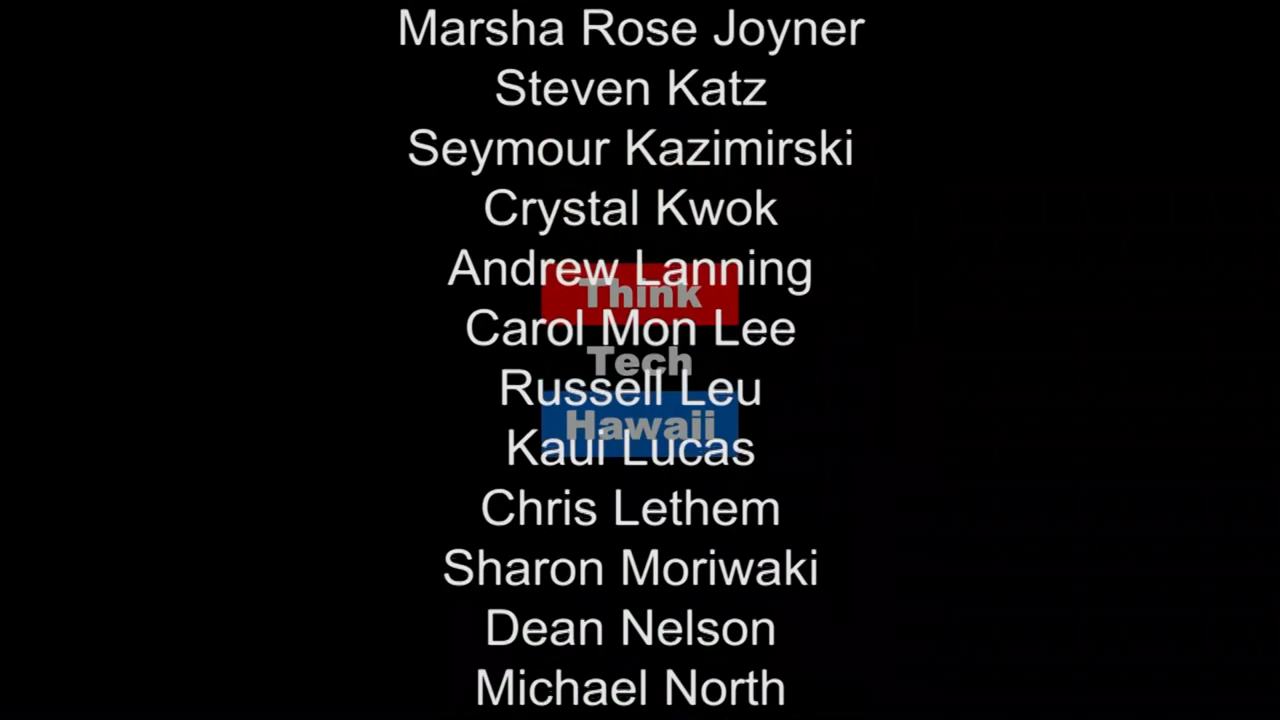 Marsha Rose Joyner
Steven Katz
Seymour Kazimirski
Crystal Kwok
Andrew Lanning
Think
Carol Mon Lee
Tech
Russell Leu
Hawaii
Kaui Lucas
Chris Lethem
Sharon Moriwaki
Dean Nelson
Michael North